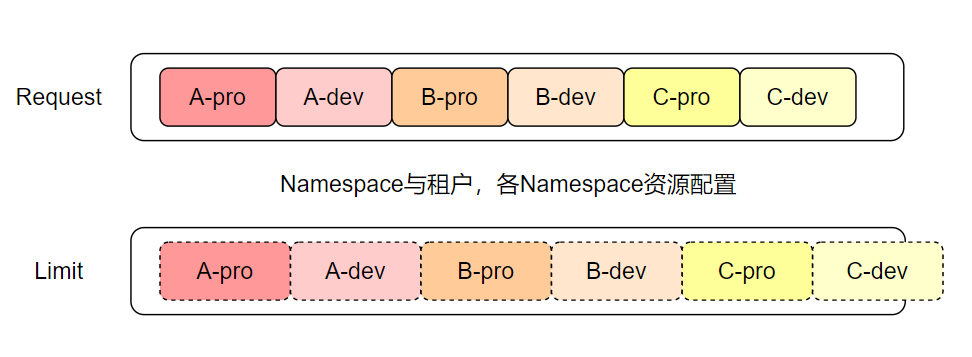 Request
A-pro
A-dev
B-pro
B-dev
C-pro
C-dev
Namespace与租户，各Namespace资源配置
Limit
A-pro
A-dev
B-pro
B-dev
C-pro
C-dev